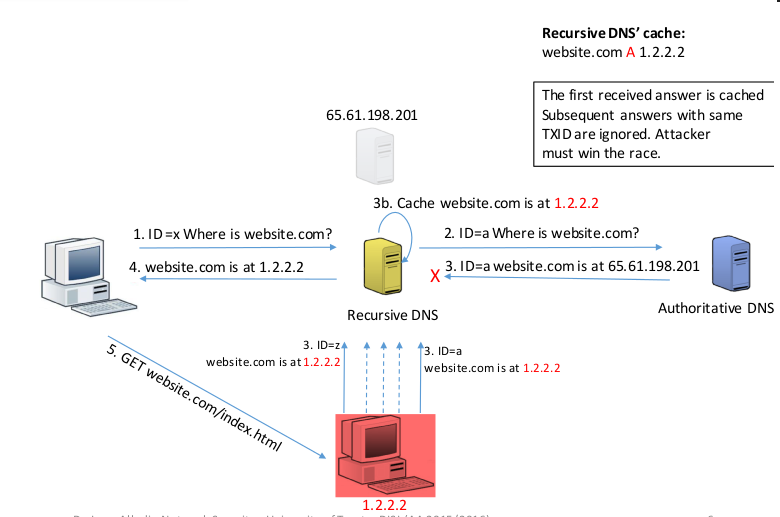 Recursive DNS' cache:
website.com A 1.2.2.2
The first received answer is cached
Subsequent answers with same
TXID are ignored. Attacker
must win the race.
65.61.198.201
3b. Cache website.com is at 1.2.2.2
1. ID=x Where is website.com?
2. ID=a Where is website.com?
4. website.com is at 1.2.2.2
X
3. ID=a website.com is at 65.61.198.201
Recursive DNS
Authoritative DNS
3. ID=z
website.com is at 1.2.2.2
3. ID=a
website.com is at 1.2.2.2
5. GET website.com/index.html
1.2.2.2